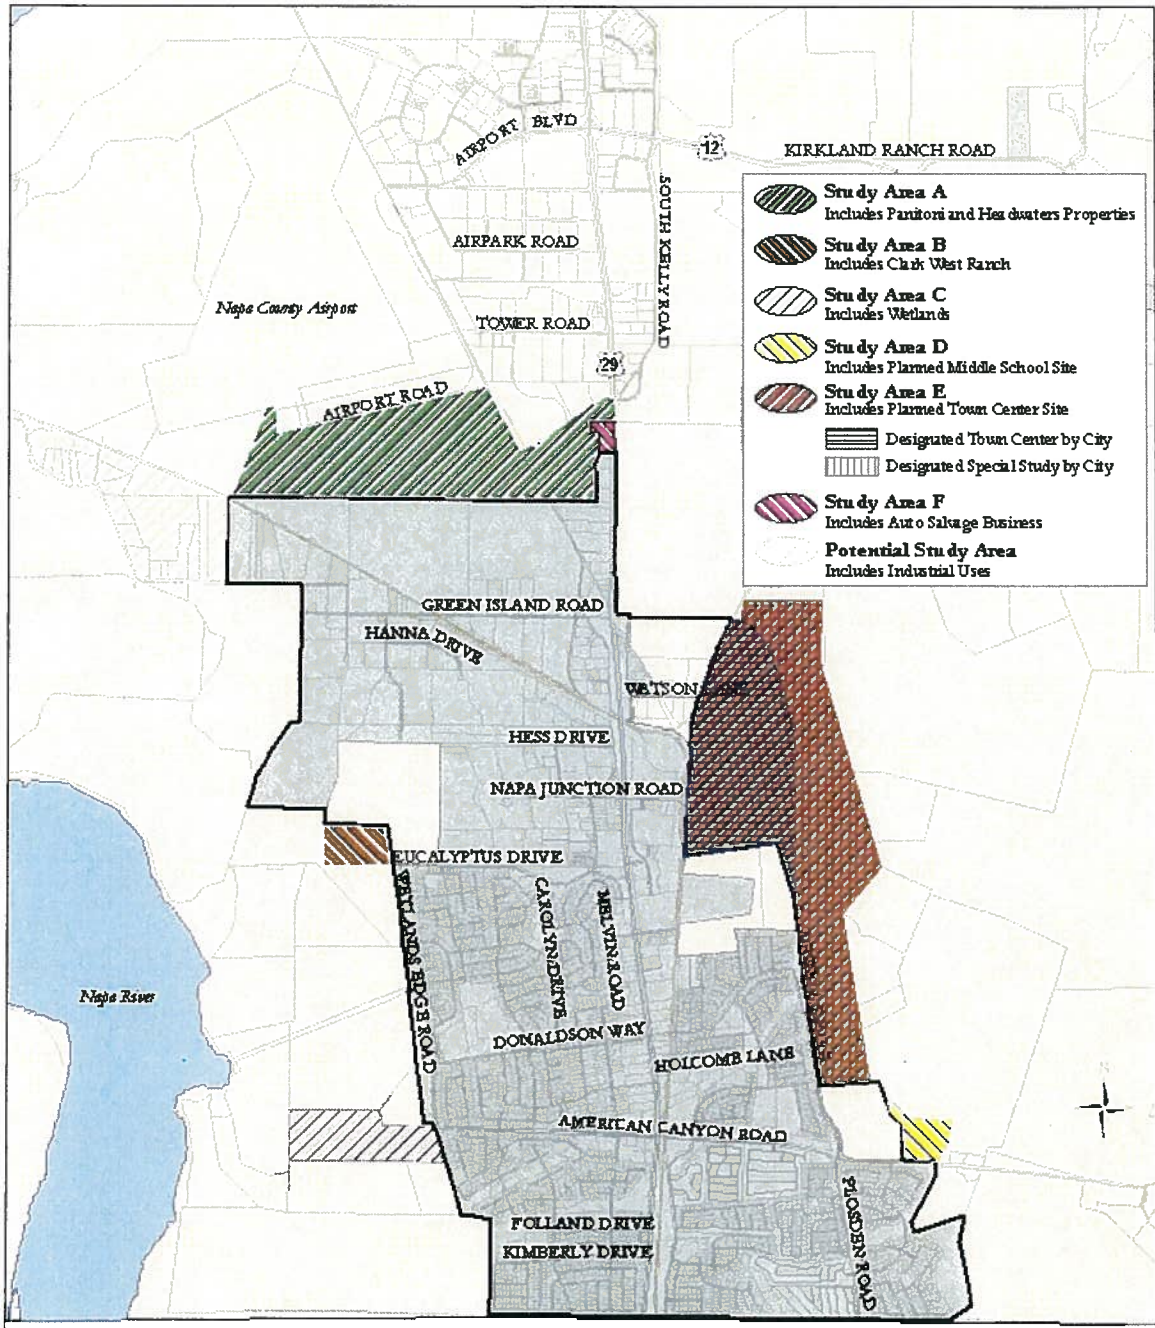 AIRPORT BLVD
12
KIRKLAND RANCH ROAD
SOUTH KELLY ROAD
AIRPARK ROAD
Napa County Airport
TOWER ROAD
29
AIRPORT ROAD
Study Area A
Includes Panitoni and Headwaters Properties
Study Area B
Includes Clark West Ranch
Study Area C
Includes Wetlands
Study Area D
Includes Planned Middle School Site
Study Area E
Includes Planned Town Center Site
Designated Town Center by City
Designated Special Study by City
Study Area F
Includes Auto Salvage Business
Potential Study Area
Includes Industrial Uses
GREEN ISLAND ROAD
HANNA DRIVE
WATSON
HESS DRIVE
NAPA JUNCTION ROAD
EUCALYPTUS DRIVE
WETLANDS EDGE ROAD
CAROLYN DRIVE
MELVIN ROAD
Napa River
DONALDSON WAY
HOLCOMB LANE
AMERICAN CANYON ROAD
FOLLAND DRIVE
KIMBERLY DRIVE
FLOSDEN ROAD